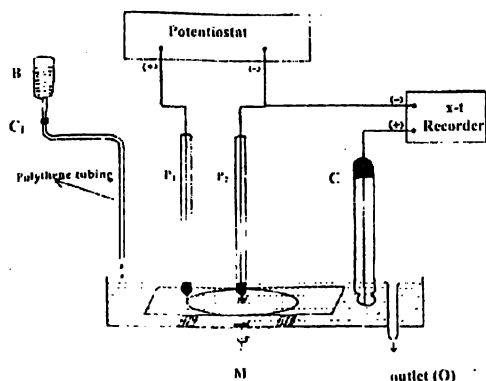 Potentiostat
(+)
(-)
B
(-)
x-t
(+)
Recorder
C1
P1
P2
C
Polythene tubing
M
outlet (O)